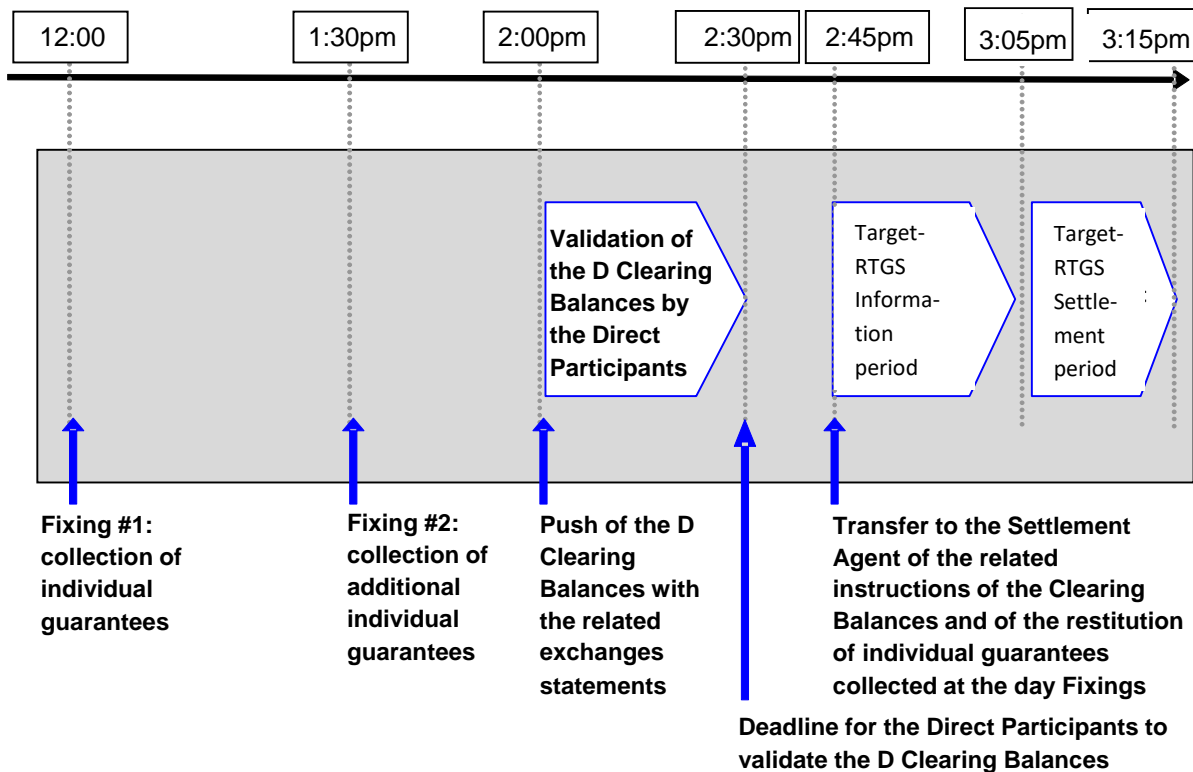 12:00
1:30pm
2:00pm
2:30pm
2:45pm
3:05pm
3:15pm
Validation of
the D Clearing
Balances by
the Direct
Participants
Target-
RTGS
Informa-
tion
period
Target-
RTGS
Settle-
ment
period
Fixing #1:
collection of
individual
guarantees
Fixing #2:
collection of
additional
individual
guarantees
Push of the D
Clearing
Balances with
the related
exchanges
statements
Transfer to the Settlement
Agent of the related
instructions of the Clearing
Balances and of the restitution
of individual guarantees
collected at the day Fixings
Deadline for the Direct Participants to
validate the D Clearing Balances